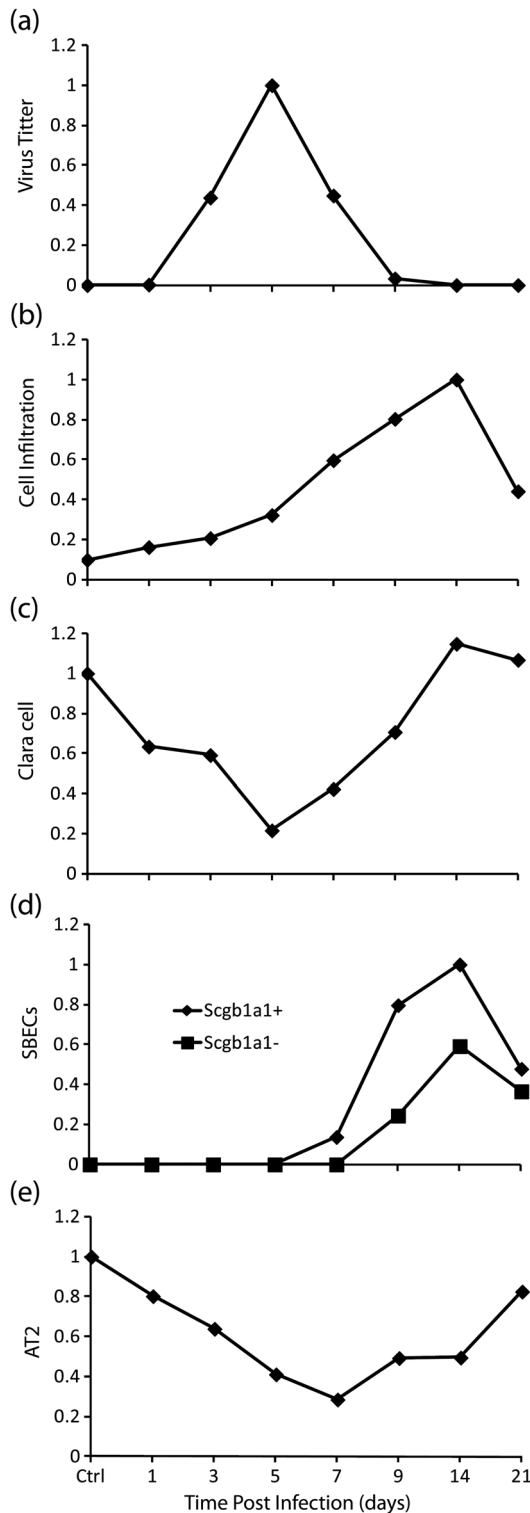 (a)
1.2
1
0.8
0.6
0.4
0.2
0
Virus Titter
(b)
1.2
1
0.8
0.6
0.4
0.2
0
Cell Infiltration
(c)
1.2
1
0.8
0.6
0.4
0.2
0
Clara cell
(d)
1.2
1
0.8
0.6
0.4
0.2
0
SBECs
Scgb1a1+
Scgb1a1-
(e)
1.2
1
0.8
0.6
0.4
0.2
0
AT2
Ctrl 1 3 5 7 9 14 21
Time Post Infection (days)